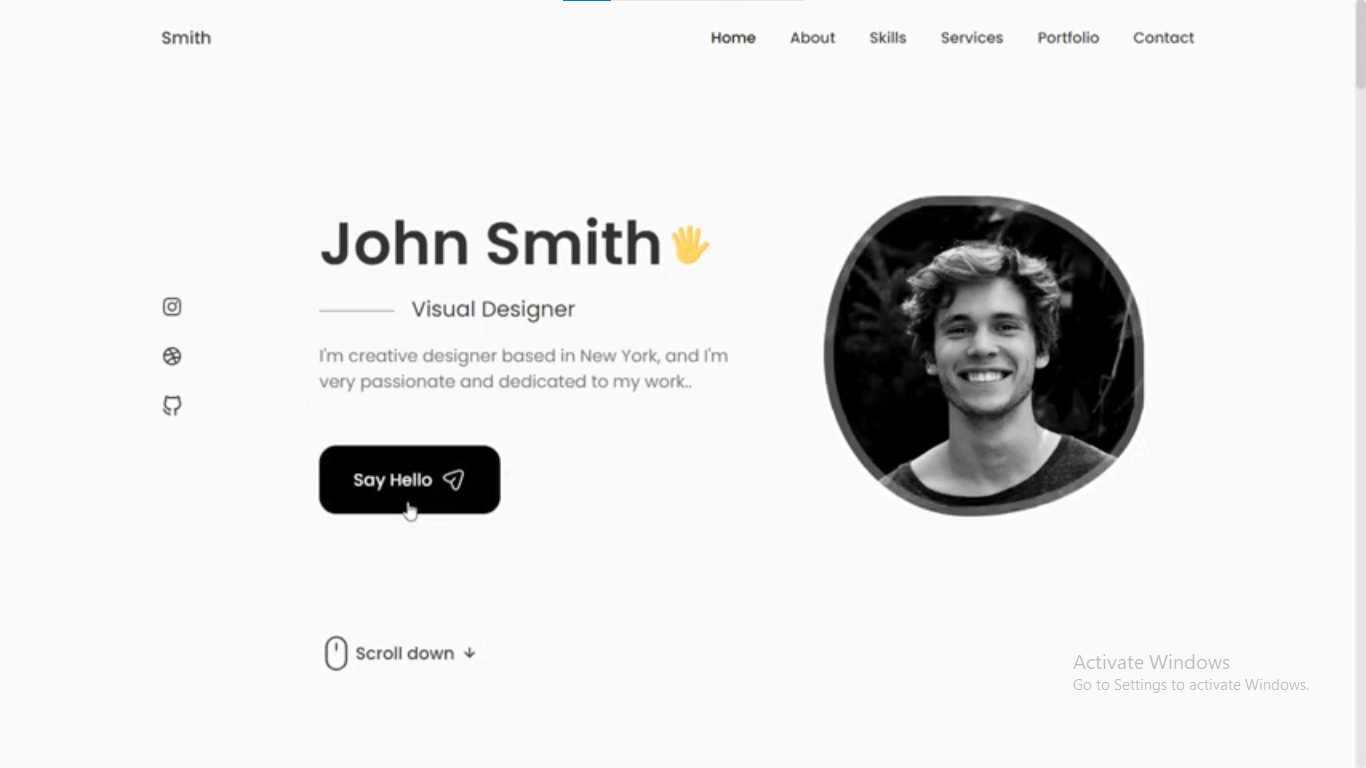 Smith
Home
About
Skills
Services
Portfolio
Contact
John Smith👋
Visual Designer
I'm creative designer based in New York, and I'm
very passionate and dedicated to my work..
Say Hello
Scroll down ↓
Activate Windows
Go to Settings to activate Windows.